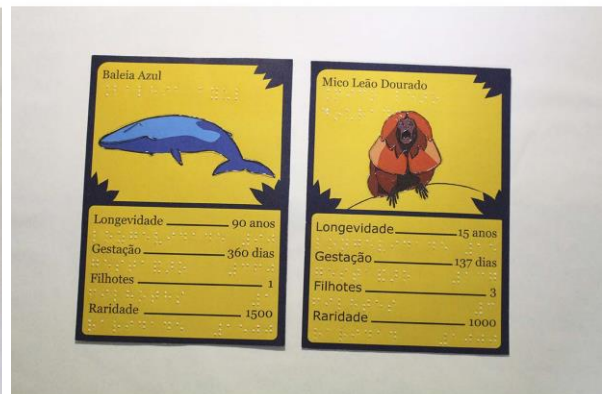 Baleia Azul
Longevidade 90 anos
Gestação 360 dias
Filhotes 1
Raridade 1500
Mico Leão Dourado
Longevidade 15 anos
Gestação 137 dias
Filhotes 3
Raridade 1000